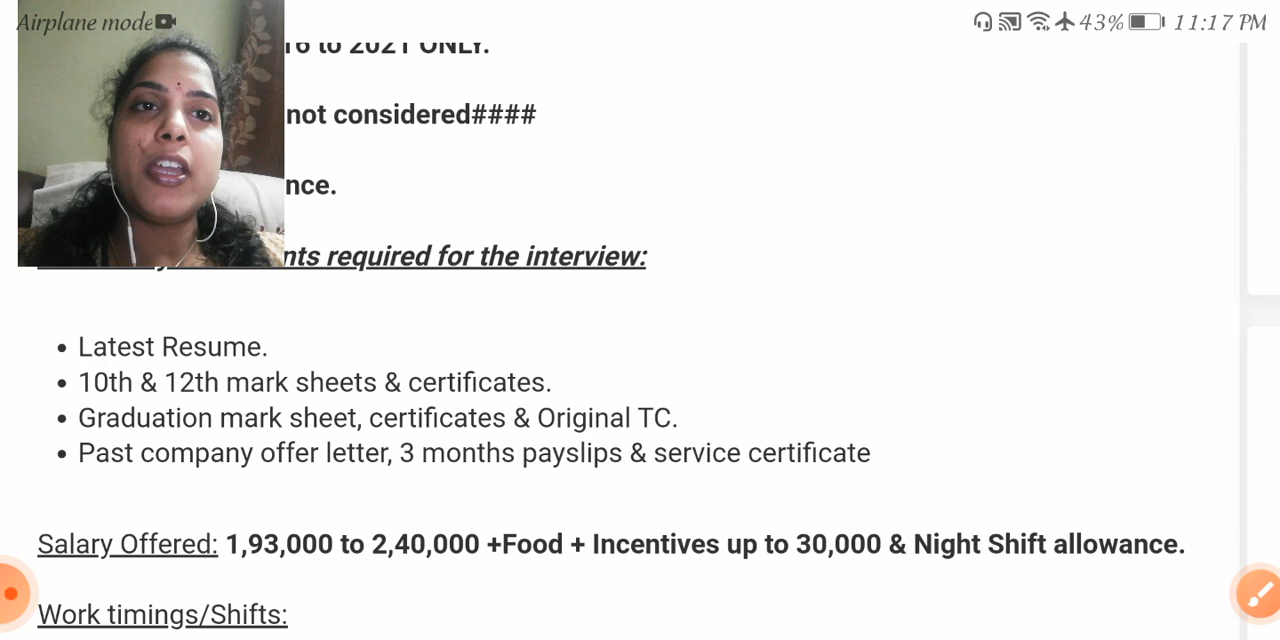 Airplane mode 43% 11:17 PM
to 2021 ONLY.
not considered####
nce.
nts required for the interview:
Latest Resume.
10th & 12th mark sheets & certificates.
Graduation mark sheet, certificates & Original TC.
Past company offer letter, 3 months payslips & service certificate
Salary Offered: 1,93,000 to 2,40,000 +Food + Incentives up to 30,000 & Night Shift allowance.
Work timings/Shifts: